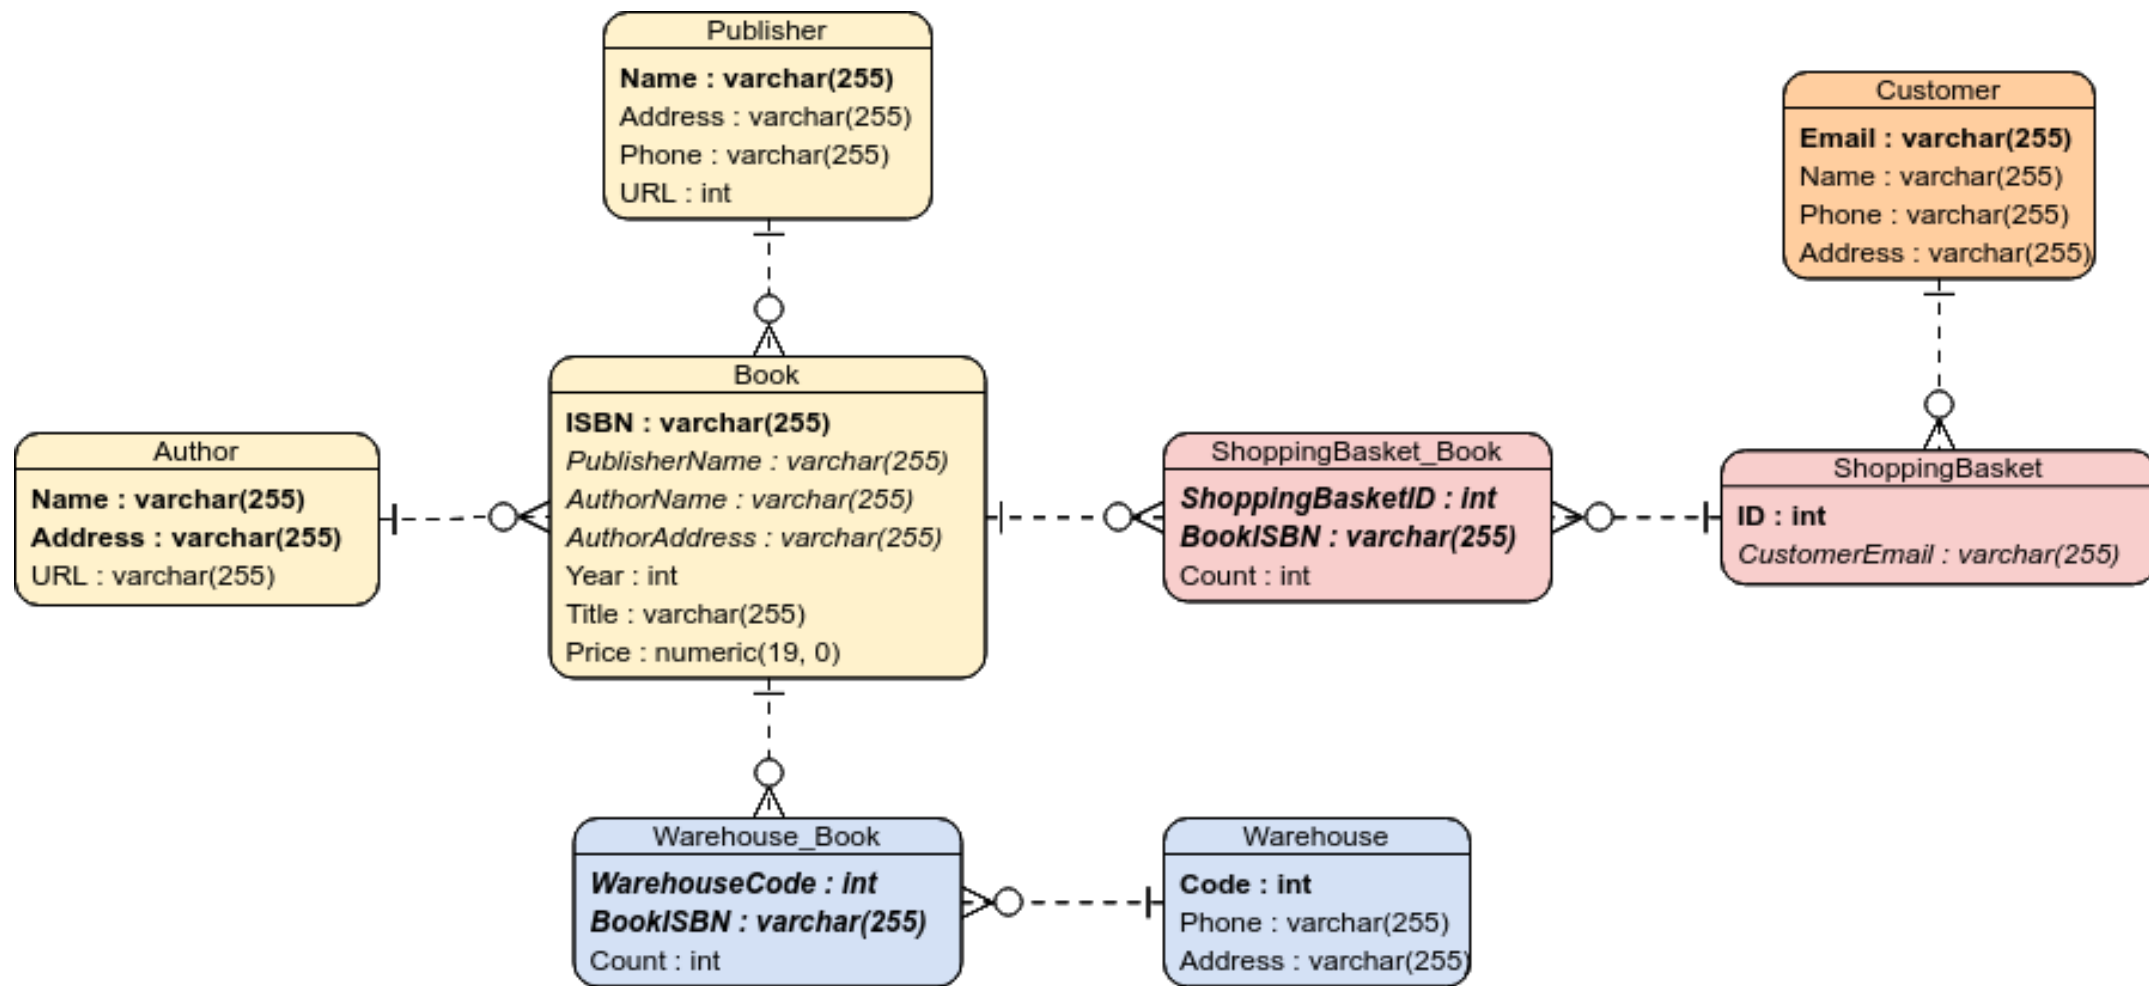 Publisher
Name : varchar(255)
Address : varchar(255)
Phone : varchar(255)
URL : int
Customer
Email : varchar(255)
Name : varchar(255)
Phone : varchar(255)
Address : varchar(255)
Book
ISBN : varchar(255)
PublisherName : varchar(255)
AuthorName : varchar(255)
AuthorAddress : varchar(255)
Year : int
Title : varchar(255)
Price : numeric(19, 0)
Author
Name : varchar(255)
Address : varchar(255)
URL : varchar(255)
ShoppingBasket_Book
ShoppingBasketID : int
BookISBN : varchar(255)
Count : int
ShoppingBasket
ID : int
CustomerEmail : varchar(255)
Warehouse_Book
WarehouseCode : int
BookISBN : varchar(255)
Count : int
Warehouse
Code : int
Phone : varchar(255)
Address : varchar(255)